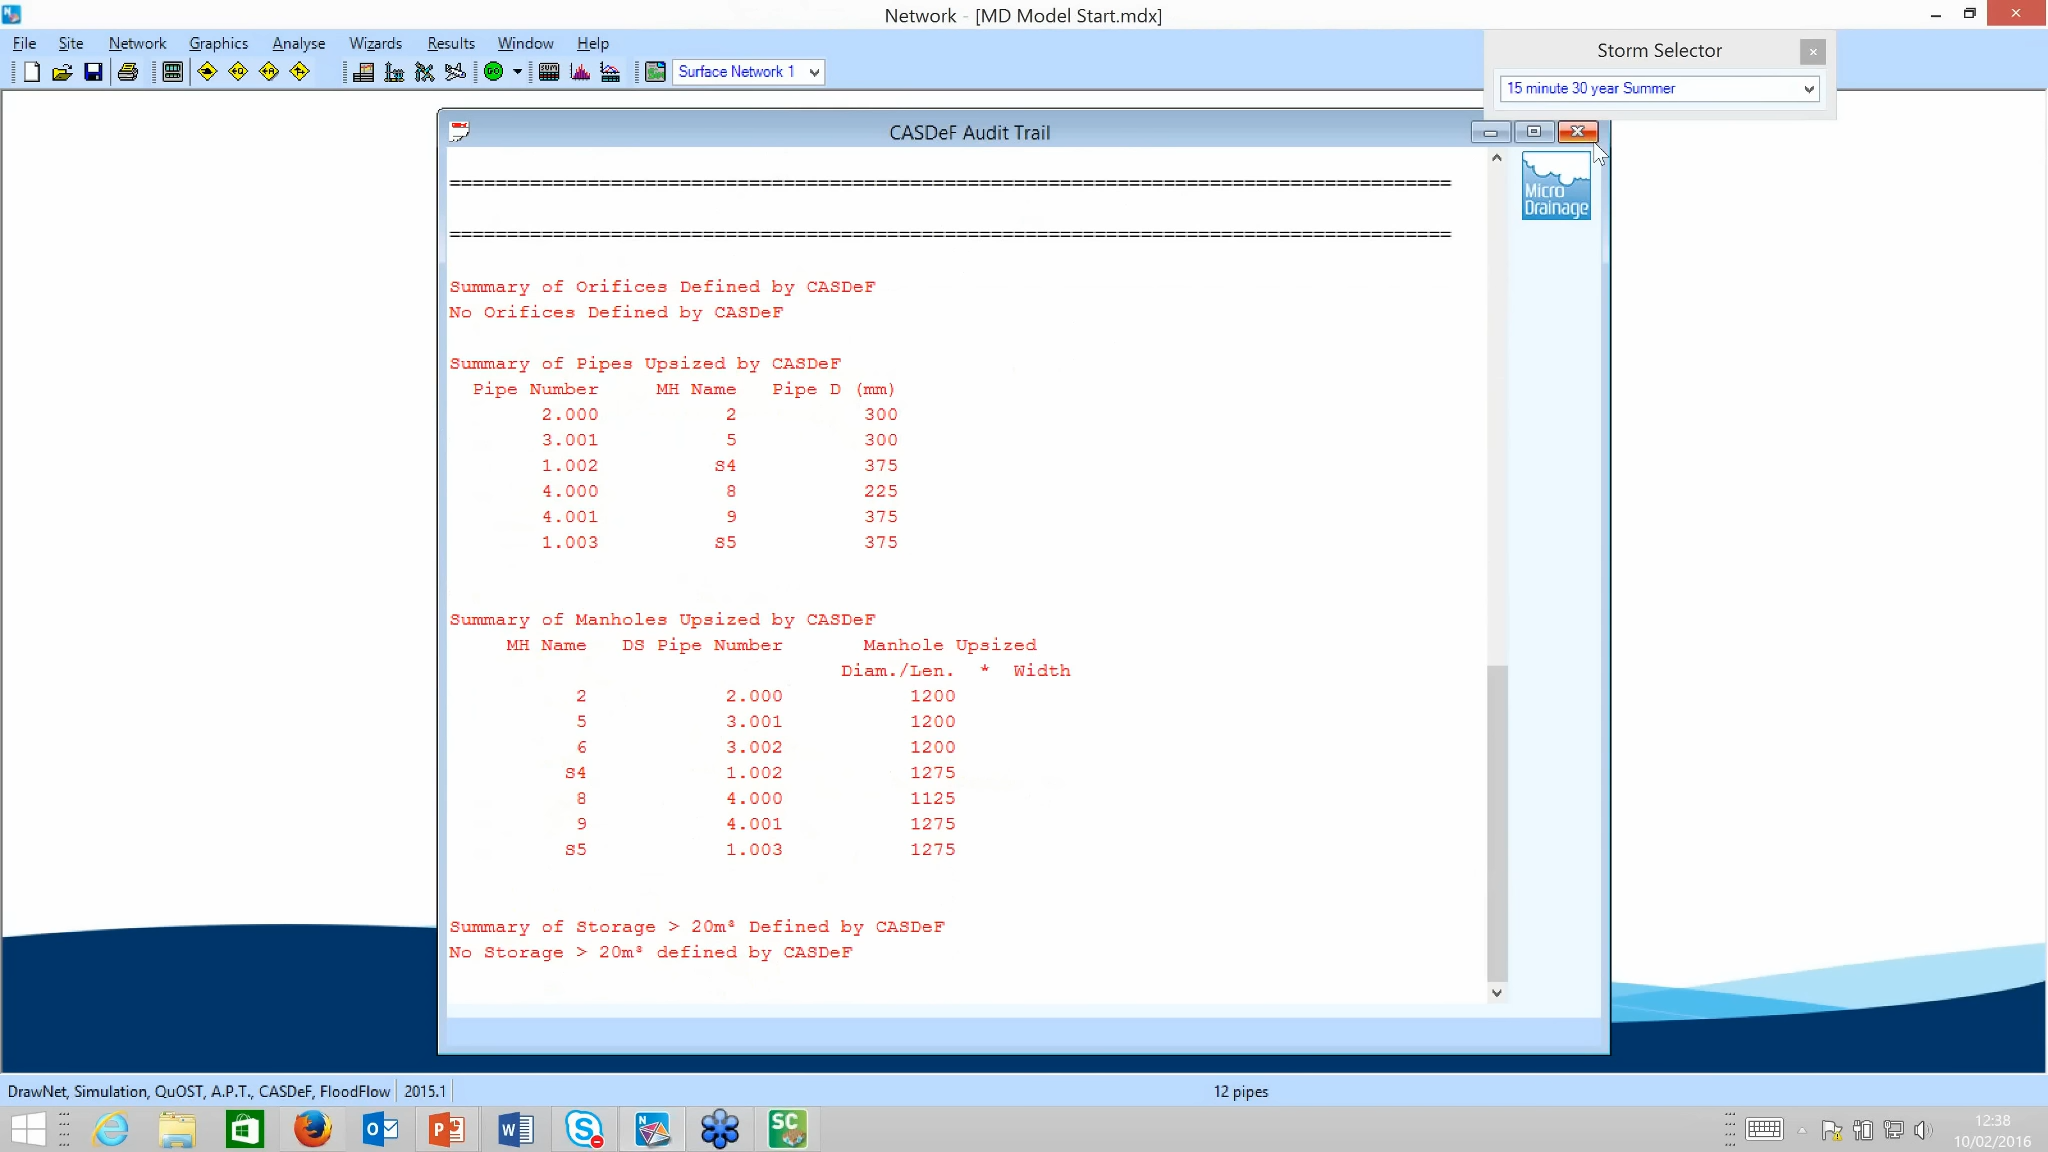 Network - [MD Model Start.mdx]
File Site Network Graphics Analyse Wizards Results Window Help
Surface Network 1
Storm Selector
15 minute 30 year Summer
CASDeF Audit Trail
Micro
Drainage
=======================================================================================
=======================================================================================
Summary of Orifices Defined by CASDeF
No Orifices Defined by CASDeF
Summary of Pipes Upsized by CASDeF
Pipe Number MH Name Pipe D (mm)
2.000 2 300
3.001 5 300
1.002 S4 375
4.000 8 225
4.001 9 375
1.003 S5 375
Summary of Manholes Upsized by CASDeF
MH Name DS Pipe Number Manhole Upsized
Diam./Len. * Width
2 2.000 1200
5 3.001 1200
6 3.002 1200
S4 1.002 1275
8 4.000 1125
9 4.001 1275
S5 1.003 1275
Summary of Storage > 20m³ Defined by CASDeF
No Storage > 20m³ defined by CASDeF
DrawNet, Simulation, QuOST, A.P.T., CASDeF, FloodFlow 2015.1 12 pipes
SC
12:38
10/02/2016